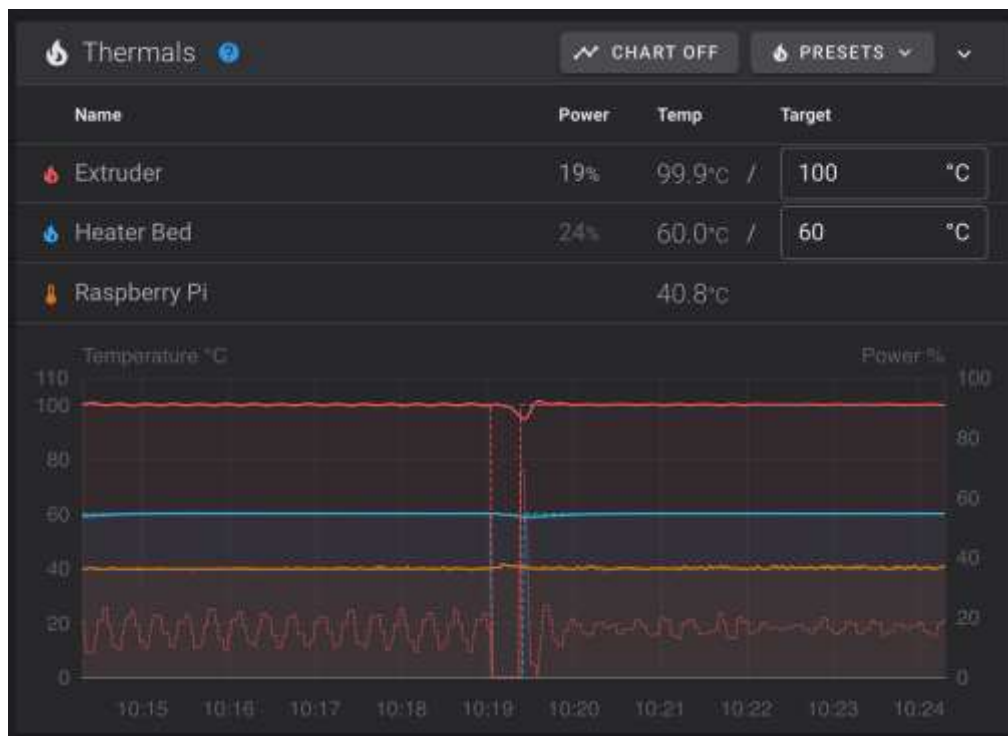 Thermals ?
CHART OFF
PRESETS
Name Power Temp Target
Extruder 19% 99.9°C / 100 °C
Heater Bed 24% 60.0°C / 60 °C
Raspberry Pi 40.8°C
Temperature °C Power %
110 100
100
80 80
60 60
40 40
20 20
0 0
10:15 10:16 10:17 10:18 10:19 10:20 10:21 10:22 10:23 10:24